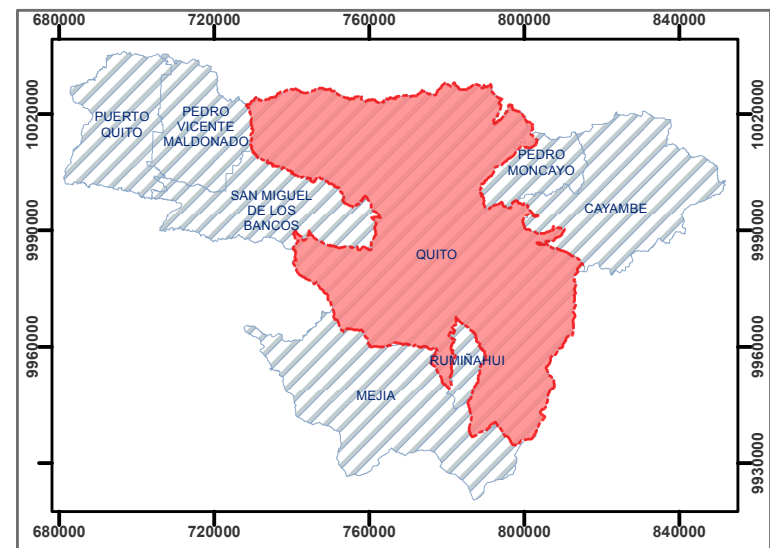 680000 720000 760000 800000 840000
10020000
9990000
9960000
9930000
PUERTO
QUITO
PEDRO
VICENTE
MALDONADO
SAN MIGUEL
DE LOS
BANCOS
PEDRO
MONCAYO
CAYAMBE
QUITO
RUMIÑAHUI
MEJIA
10020000
9990000
9960000
9930000
680000 720000 760000 800000 840000